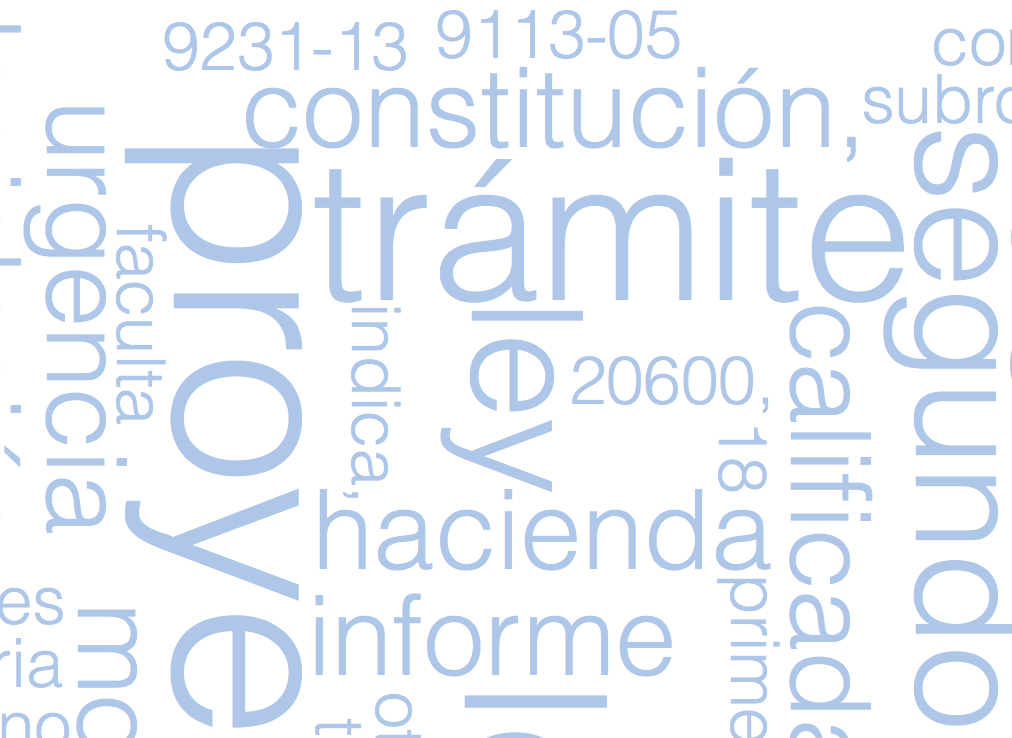 9231-13
9113-05
constitución,
urgencia
faculta
proye
trámite
segundo
indica,
ley
20600,
18
calificada
hacienda
informe
prime
es
ria